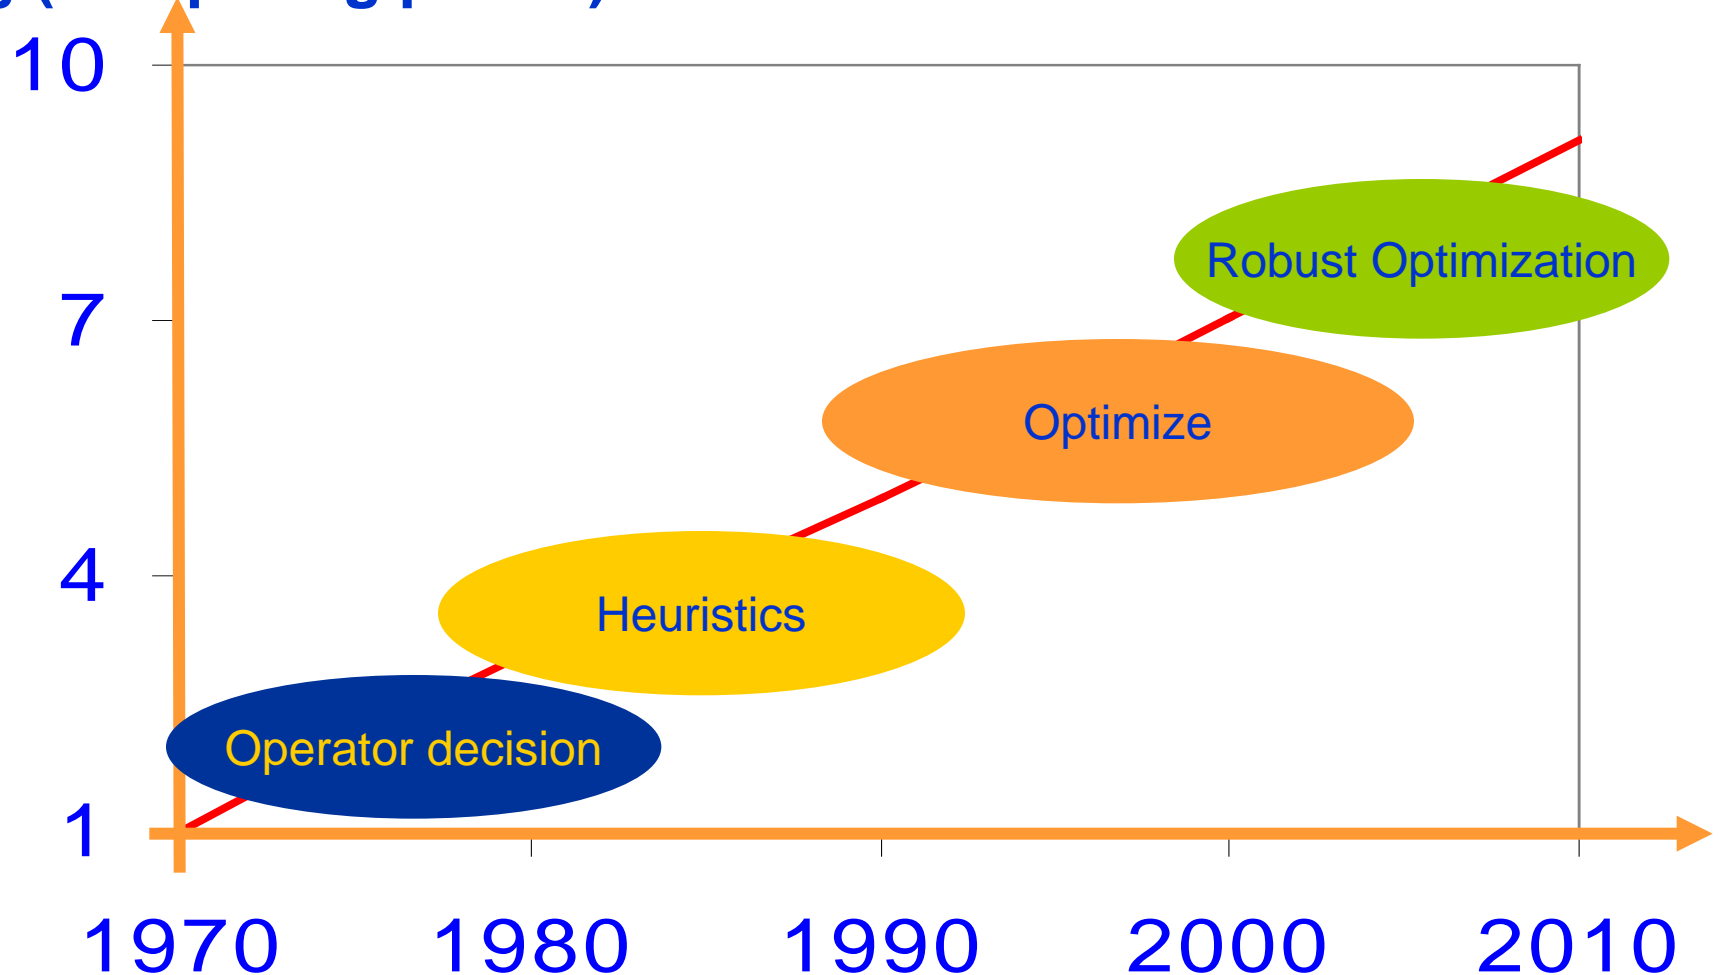 10
7
4
1
Robust Optimization
Optimize
Heuristics
Operator decision
1970 1980 1990 2000 2010